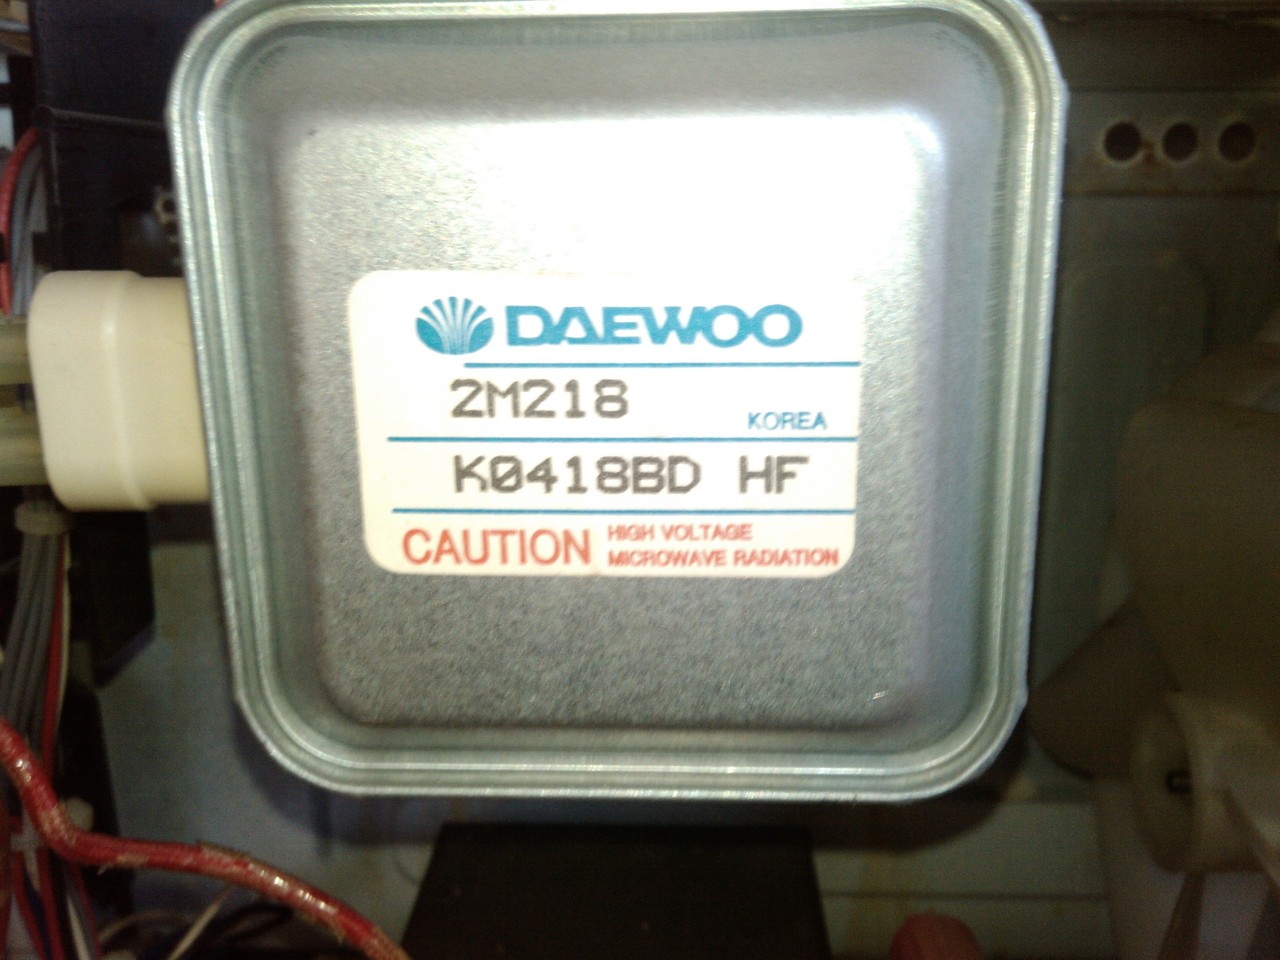 DAEWOO
2M218
KOREA
K0418BD HF
CAUTION HIGH VOLTAGE
MICROWAVE RADIATION